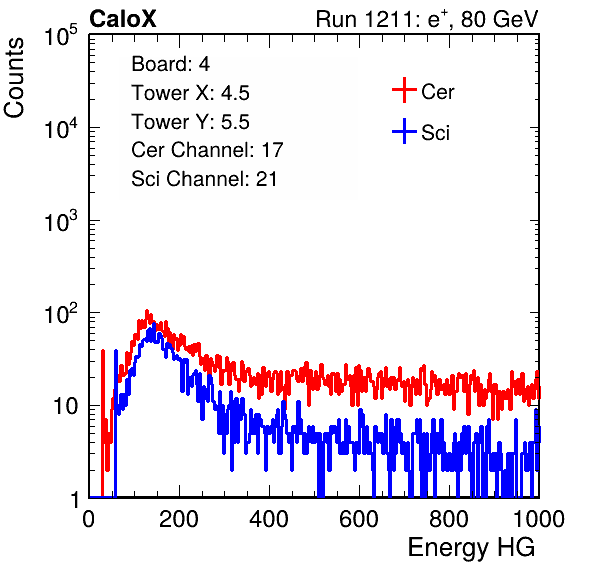 CaloX Run 1211: e⁺, 80 GeV
Counts
10⁵
10⁴
10³
10²
10
1
Board: 4
Tower X: 4.5
Tower Y: 5.5
Cer Channel: 17
Sci Channel: 21
Cer
Sci
0 200 400 600 800 1000
Energy HG